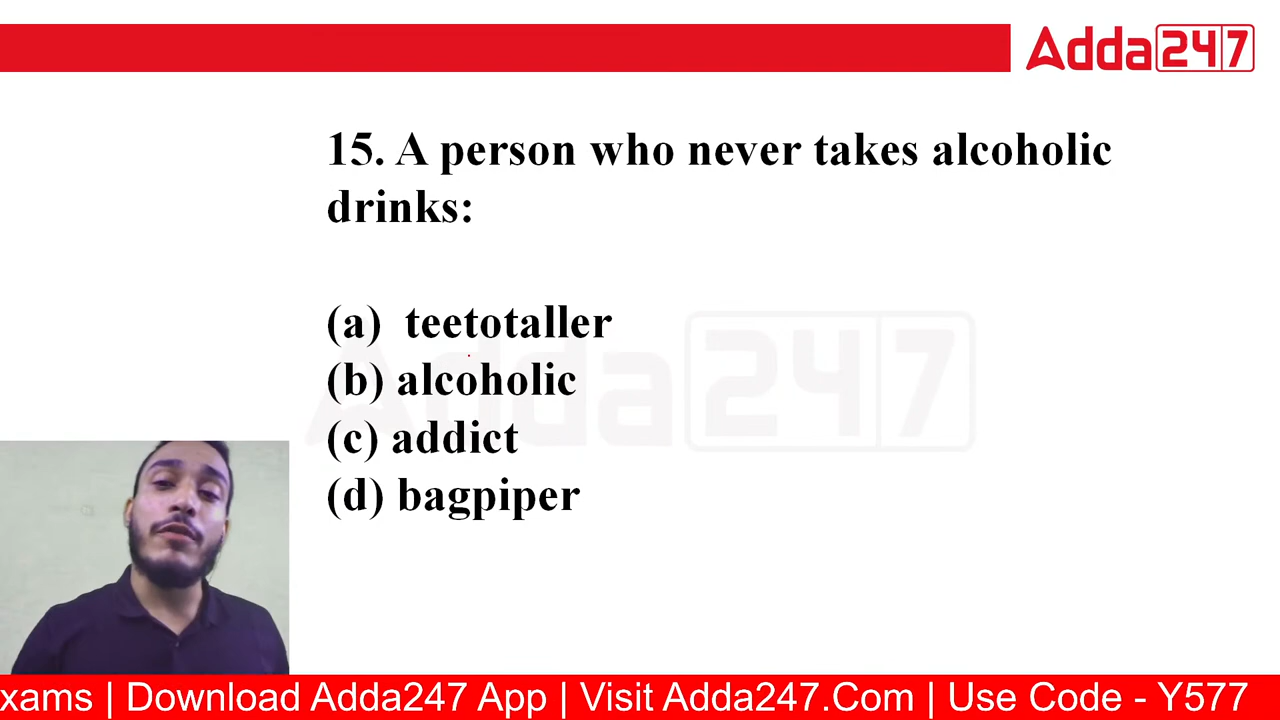 Adda247
15. A person who never takes alcoholic
drinks:
(a) teetotaller
(b) alcoholic
(c) addict
(d) bagpiper
Adda247
xams | Download Adda247 App | Visit Adda247.Com | Use Code - Y577